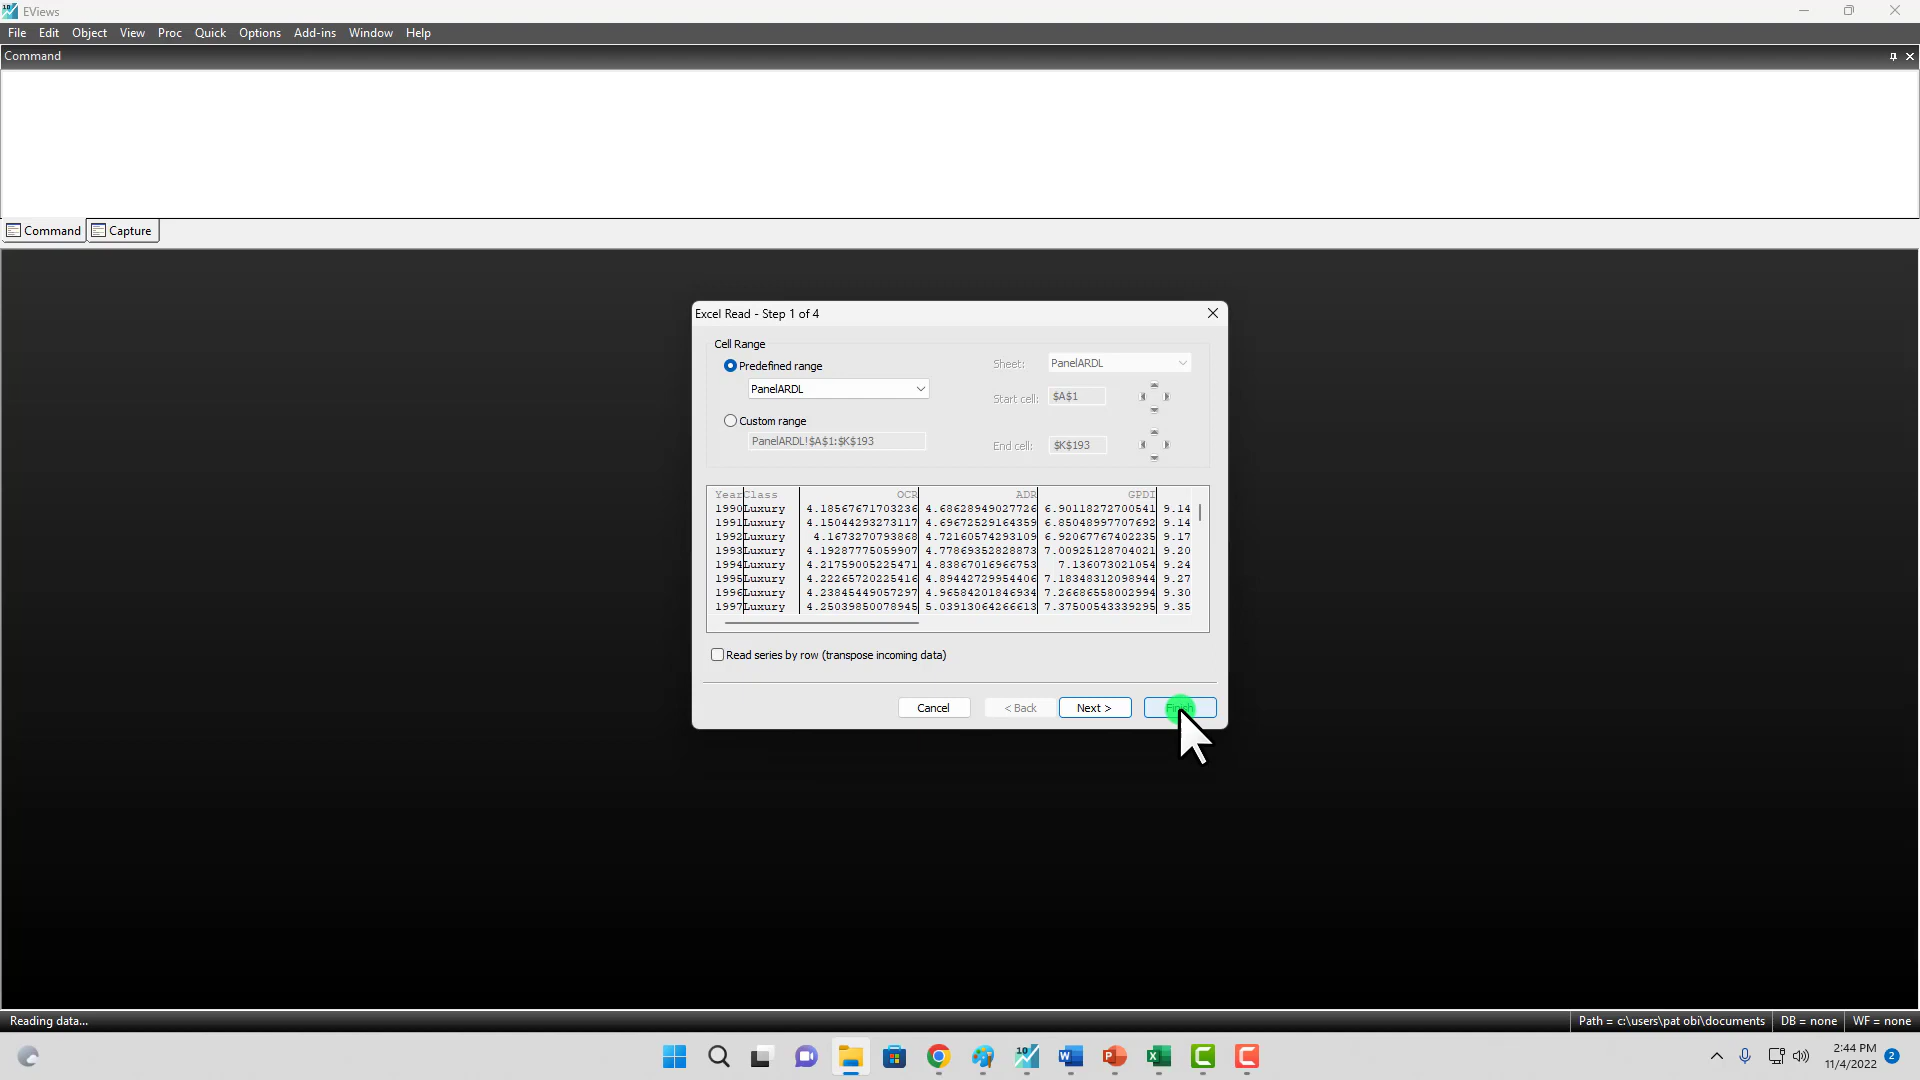 EViews
File Edit Object View Proc Quick Options Add-ins Window Help
Command
Command Capture
Excel Read - Step 1 of 4
Cell Range
Predefined range
PanelARDL
Custom range
PanelARDL!$A$1:$K$193
Sheet: PanelARDL
Start cell: $A$1
End cell: $K$193
Year Class OCR ADR GPDI
1990 Luxury 4.18567671703236 4.68628949027726 6.90118272700541 9.14
1991 Luxury 4.15044293273117 4.69672529164359 6.85048997707692 9.14
1992 Luxury 4.1673270793868 4.72160574293109 6.92067767402235 9.17
1993 Luxury 4.19287775059907 4.77869352828873 7.00925128704021 9.20
1994 Luxury 4.21759005225471 4.83867016966753 7.136073021054 9.24
1995 Luxury 4.22265720225416 4.89442729954406 7.18348312098944 9.27
1996 Luxury 4.23845449057297 4.96584201846934 7.26686558002994 9.30
1997 Luxury 4.25039850078945 5.03913064266613 7.37500543339295 9.35
Read series by row (transpose incoming data)
Cancel < Back Next > Finish
Reading data...
Path = c:\users\pat obi\documents DB = none WF = none
2:44 PM
11/4/2022
2